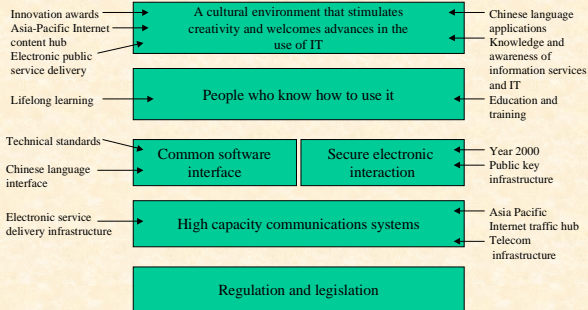 Innovation awards
Asia-Pacific Internet
content hub
Electronic public
service delivery
A cultural environment that stimulates
creativity and welcomes advances in the
use of IT
Chinese language
applications
Knowledge and
awareness of
information services
and IT
Lifelong learning
People who know how to use it
Education and
training
Technical standards
Chinese language
interface
Common software
interface
Secure electronic
interaction
Year 2000
Public key
infrastructure
Electronic service
delivery infrastructure
High capacity communications systems
Asia Pacific
Internet traffic hub
Telecom
infrastructure
Regulation and legislation